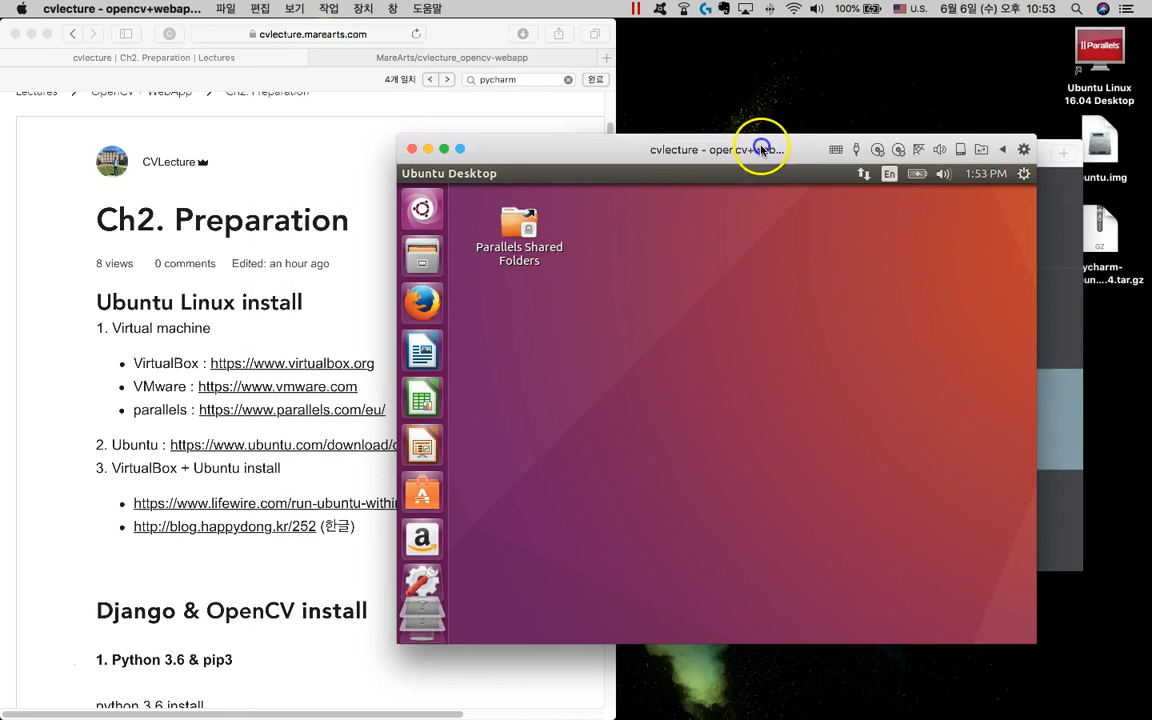 cvlecture - opencv+webap... 파일 편집 보기 작업 장치 창 도움말 100% U.S. 6월 6일 (수) 오후 10:53
cvlecture.marearts.com
cvlecture | Ch2. Preparation | Lectures
MareArts/cvlecture_opencv-webapp
4개 일치
pycharm
완료
Lectures OpenCV + WebApp Ch2. Preparation
CVLecture
Ch2. Preparation
8 views 0 comments Edited: an hour ago
Ubuntu Linux install
1. Virtual machine
VirtualBox : https://www.virtualbox.org
VMware : https://www.vmware.com
parallels : https://www.parallels.com/eu/
2. Ubuntu : https://www.ubuntu.com/download/
3. VirtualBox + Ubuntu install
https://www.lifewire.com/run-ubuntu-withi
http://blog.happydong.kr/252 (한글)
Django & OpenCV install
1. Python 3.6 & pip3
python 3.6 install
cvlecture - opencv+web...
Ubuntu Desktop
En
1:53 PM
Parallels Shared
Folders
Parallels
Ubuntu Linux
16.04 Desktop
buntu.img
GZ
ycharm-
mun....4.tar.gz